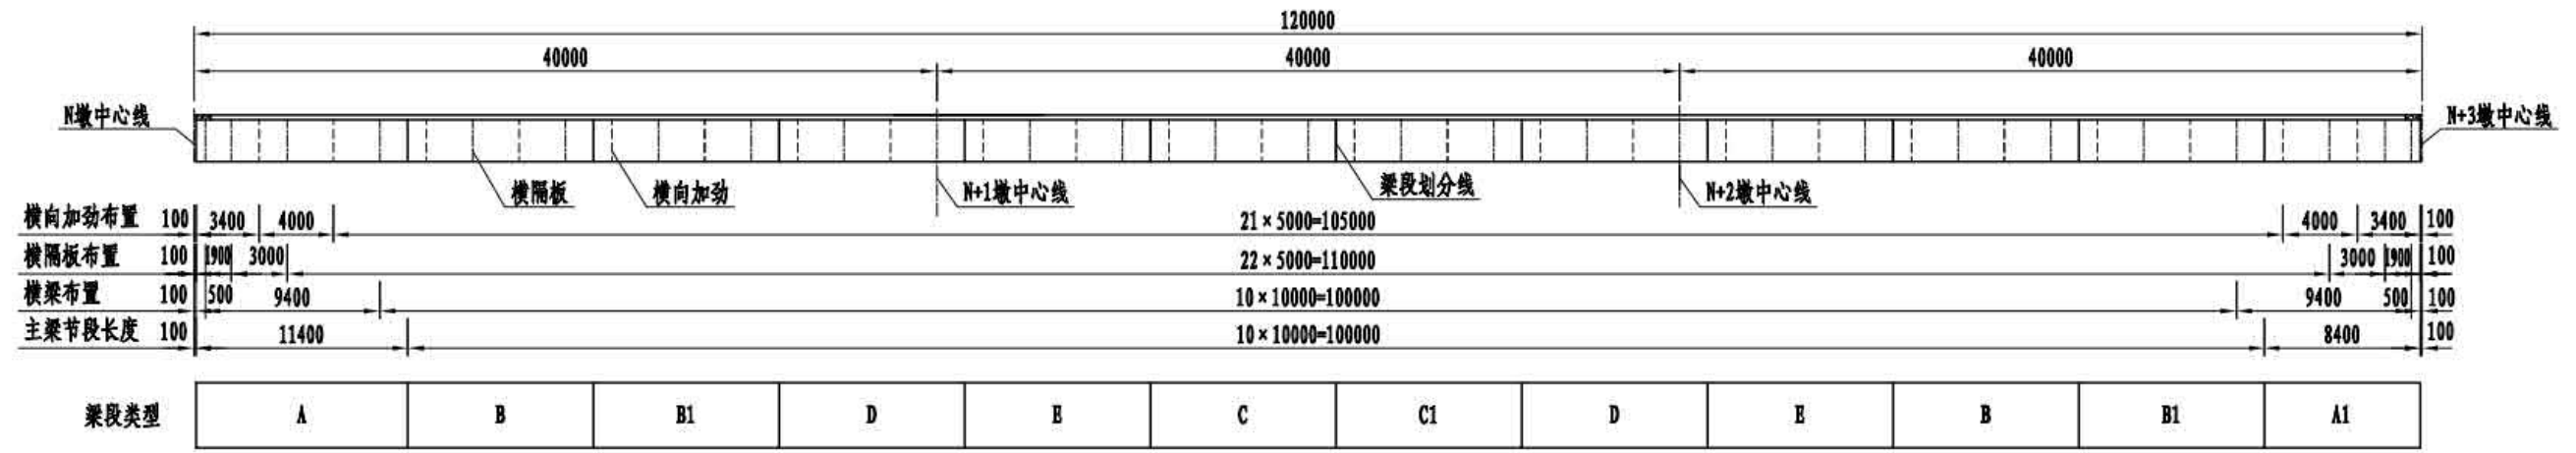 120000
40000 40000 40000
N墩中心线 N+3墩中心线
横隔板 横向加劲 N+1墩中心线 梁段划分线 N+2墩中心线
横向加劲布置 100 3400 4000 21×5000=105000 4000 3400 100
横隔板布置 100 1900 3000 22×5000=110000 3000 1900 100
横梁布置 100 500 9400 10×10000=100000 9400 500 100
主梁节段长度 100 11400 10×10000=100000 8400 100
梁段类型 A B B1 D E C C1 D E B B1 A1